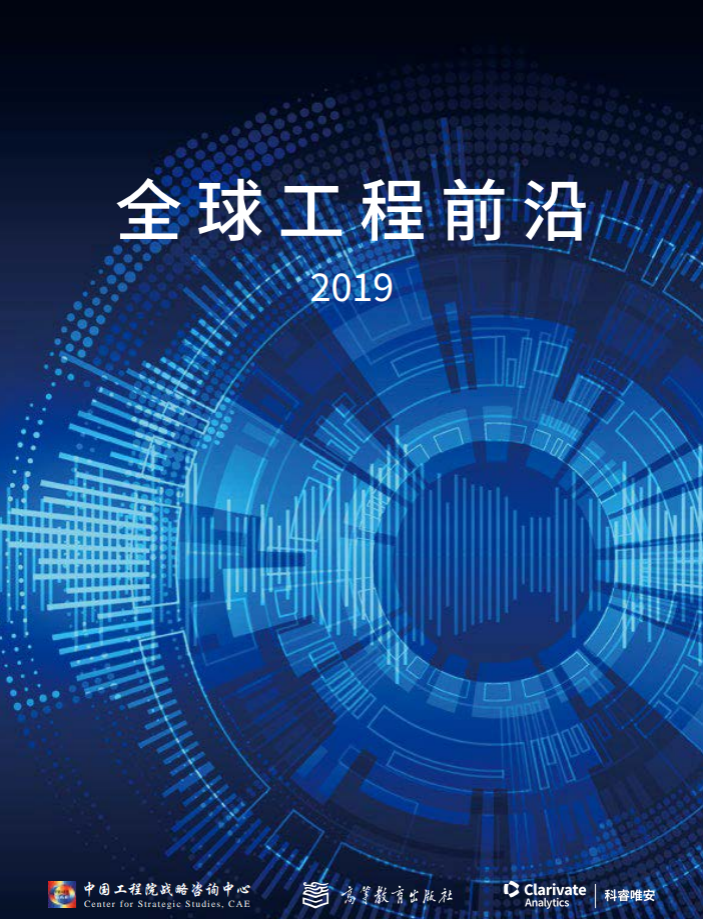 全球工程前沿
2019
中国工程院战略咨询中心
Center for Strategic Studies, CAE
高等教育出版社
Clarivate
Analytics
科睿唯安